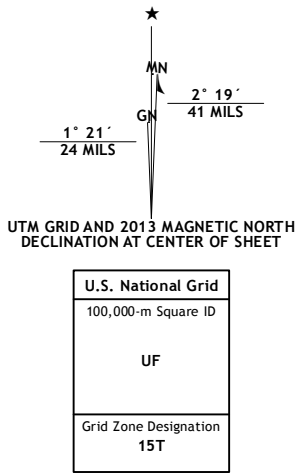 ★
MN
GN
2° 19´
41 MILS
1° 21´
24 MILS
UTM GRID AND 2013 MAGNETIC NORTH
DECLINATION AT CENTER OF SHEET
U.S. National Grid
100,000-m Square ID
UF
Grid Zone Designation
15T